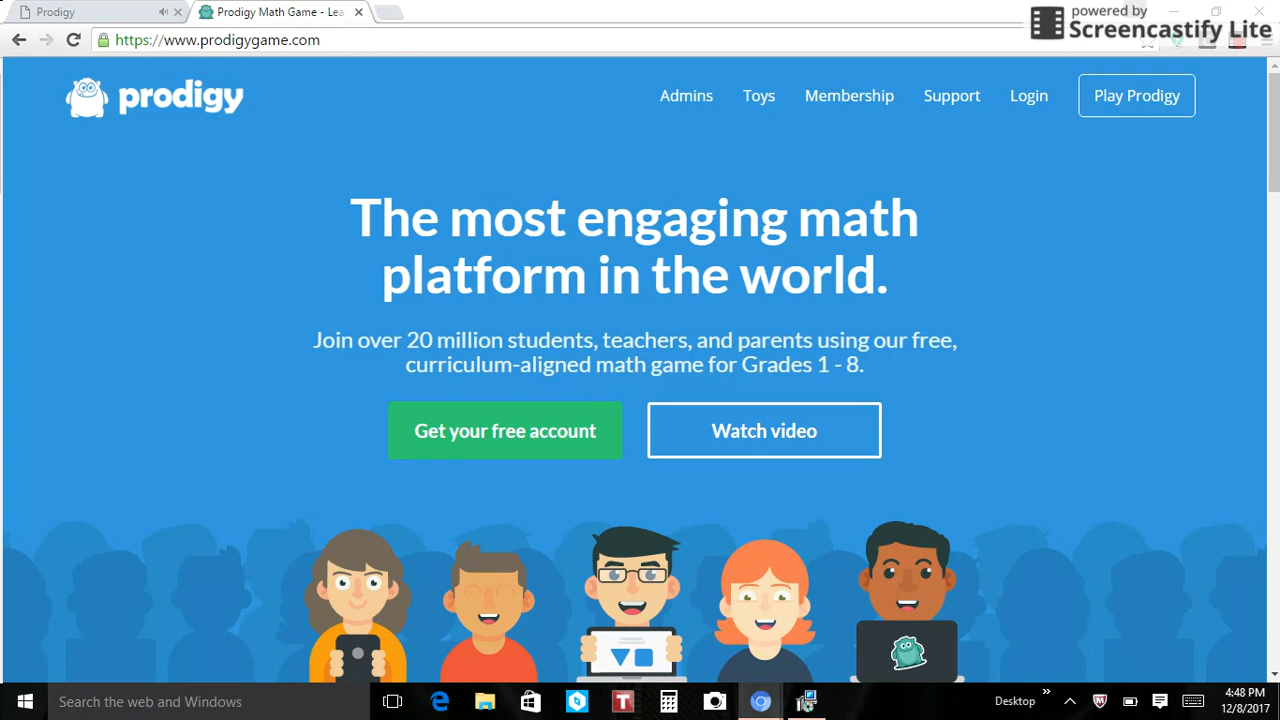 Prodigy
Prodigy Math Game - Lea
powered by
Screencastify Lite
https://www.prodigygame.com
prodigy
Admins
Toys
Membership
Support
Login
Play Prodigy
The most engaging math
platform in the world.
Join over 20 million students, teachers, and parents using our free,
curriculum-aligned math game for Grades 1 - 8.
Get your free account
Watch video
Search the web and Windows
Desktop
4:48 PM
12/8/2017